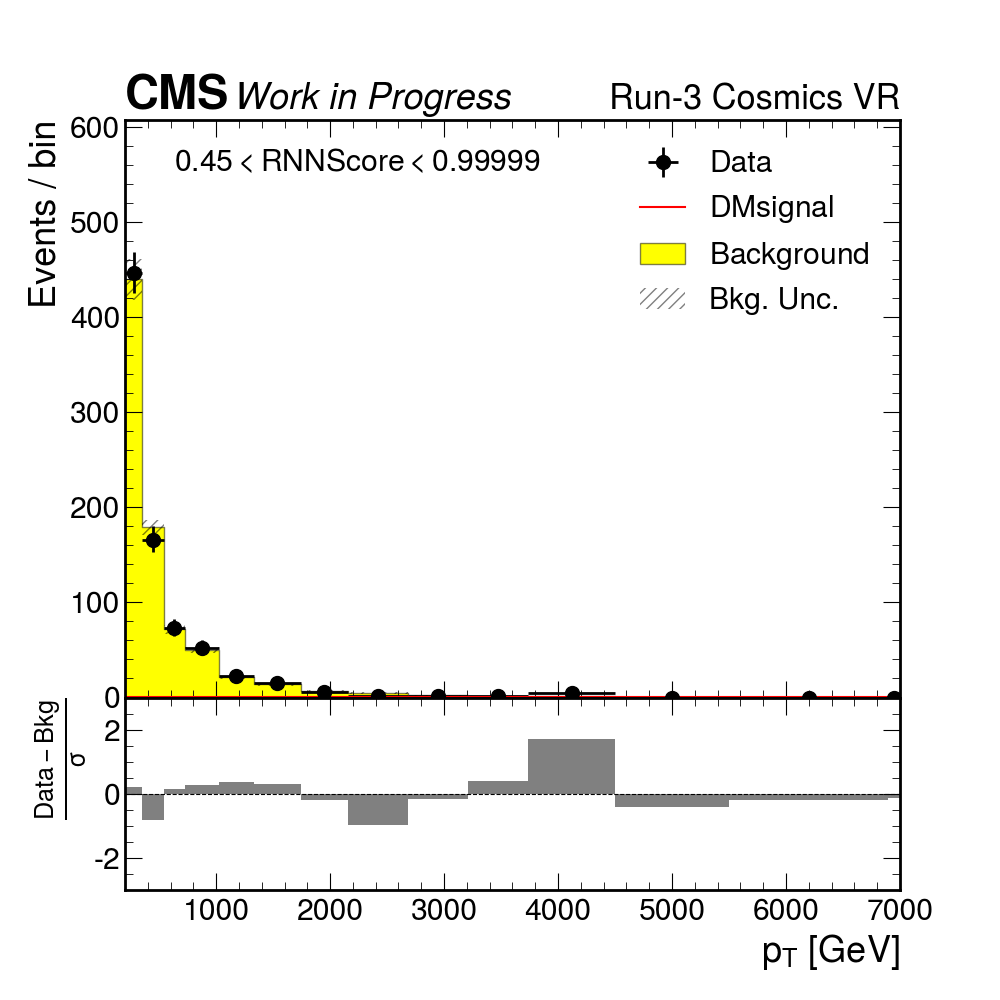 CMS Work in Progress Run-3 Cosmics VR
0.45 < RNNScore < 0.99999
Data
DMsignal
Background
Bkg. Unc.
Events / bin
600
500
400
300
200
100
0
Data – Bkg
σ
2
0
-2
1000 2000 3000 4000 5000 6000 7000
pT [GeV]